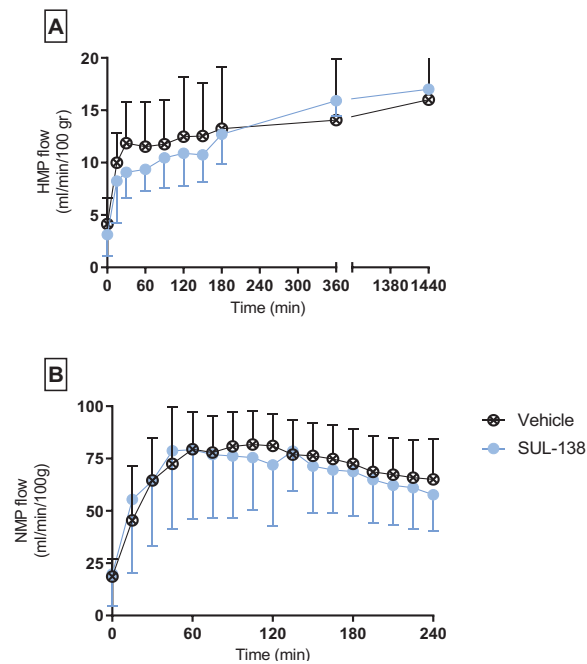 A
20
15
10
5
0
HMP flow
(ml/min/100 gr)
0 60 120 180 240 300 360 1380 1440
Time (min)
B
100
75
50
25
0
NMP flow
(ml/min/100g)
0 60 120 180 240
Time (min)
Vehicle
SUL-138